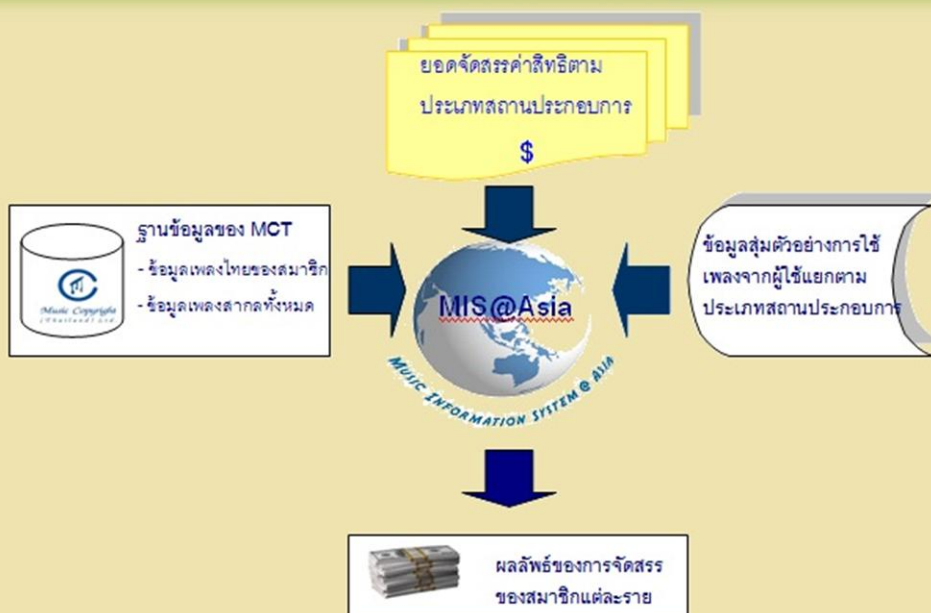 ยอดจัดสรรค่าสิทธิตาม
ประเภทสถานประกอบการ
$
ฐานข้อมูลของ MCT
- ข้อมูลเพลงไทยของสมาชิก
- ข้อมูลเพลงสากลทั้งหมด
Music Copyright
(Thailand) Ltd.
MIS@Asia
MUSIC INFORMATION SYSTEM @ ASIA
ข้อมูลสุ่มตัวอย่างการใช้
เพลงจากผู้ใช้แยกตาม
ประเภทสถานประกอบการ
ผลลัพธ์ของการจัดสรร
ของสมาชิกแต่ละราย